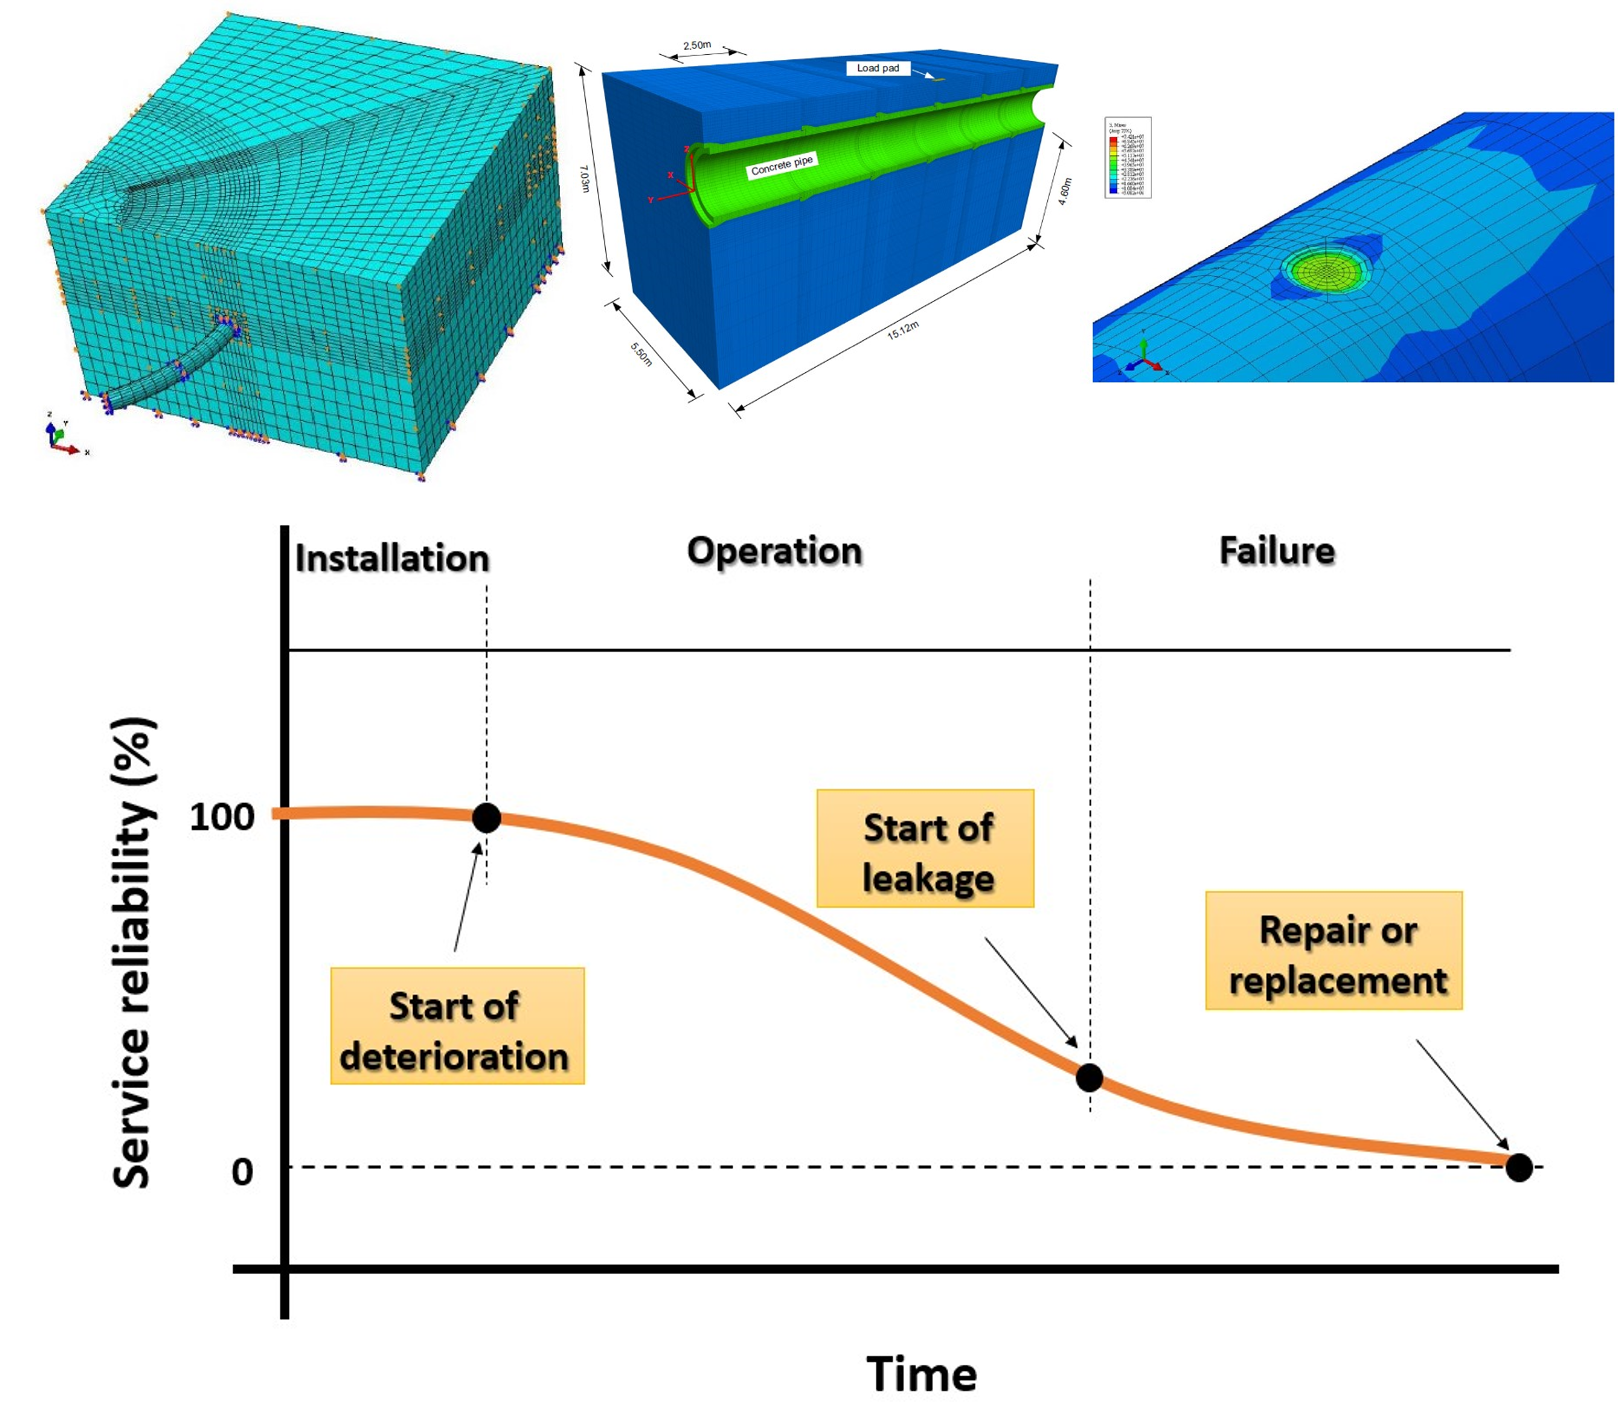 2.50m
Load pad
7.03m
Concrete pipe
4.60m
5.50m
15.12m
Z
X
Y
Z
Y
X
Y
Z
X
Installation
Operation
Failure
Service reliability (%)
100
0
Start of
deterioration
Start of
leakage
Repair or
replacement
Time